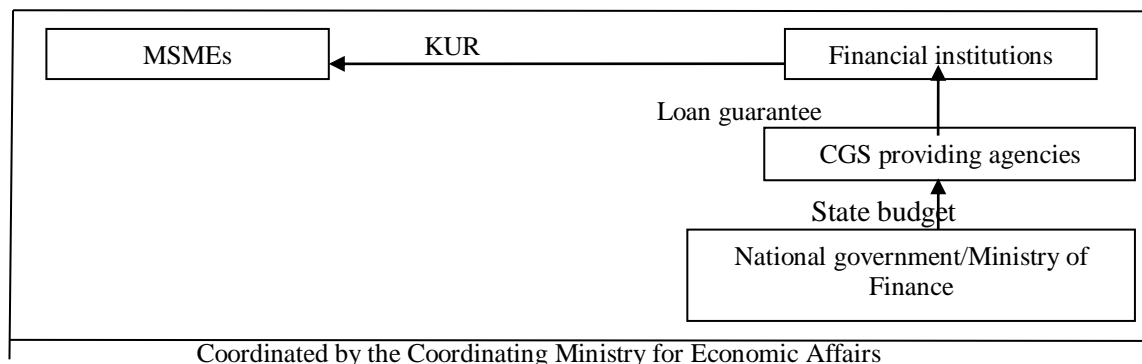 MSMEs
KUR
Financial institutions
Loan guarantee
CGS providing agencies
State budget
National government/Ministry of
Finance
Coordinated by the Coordinating Ministry for Economic Affairs